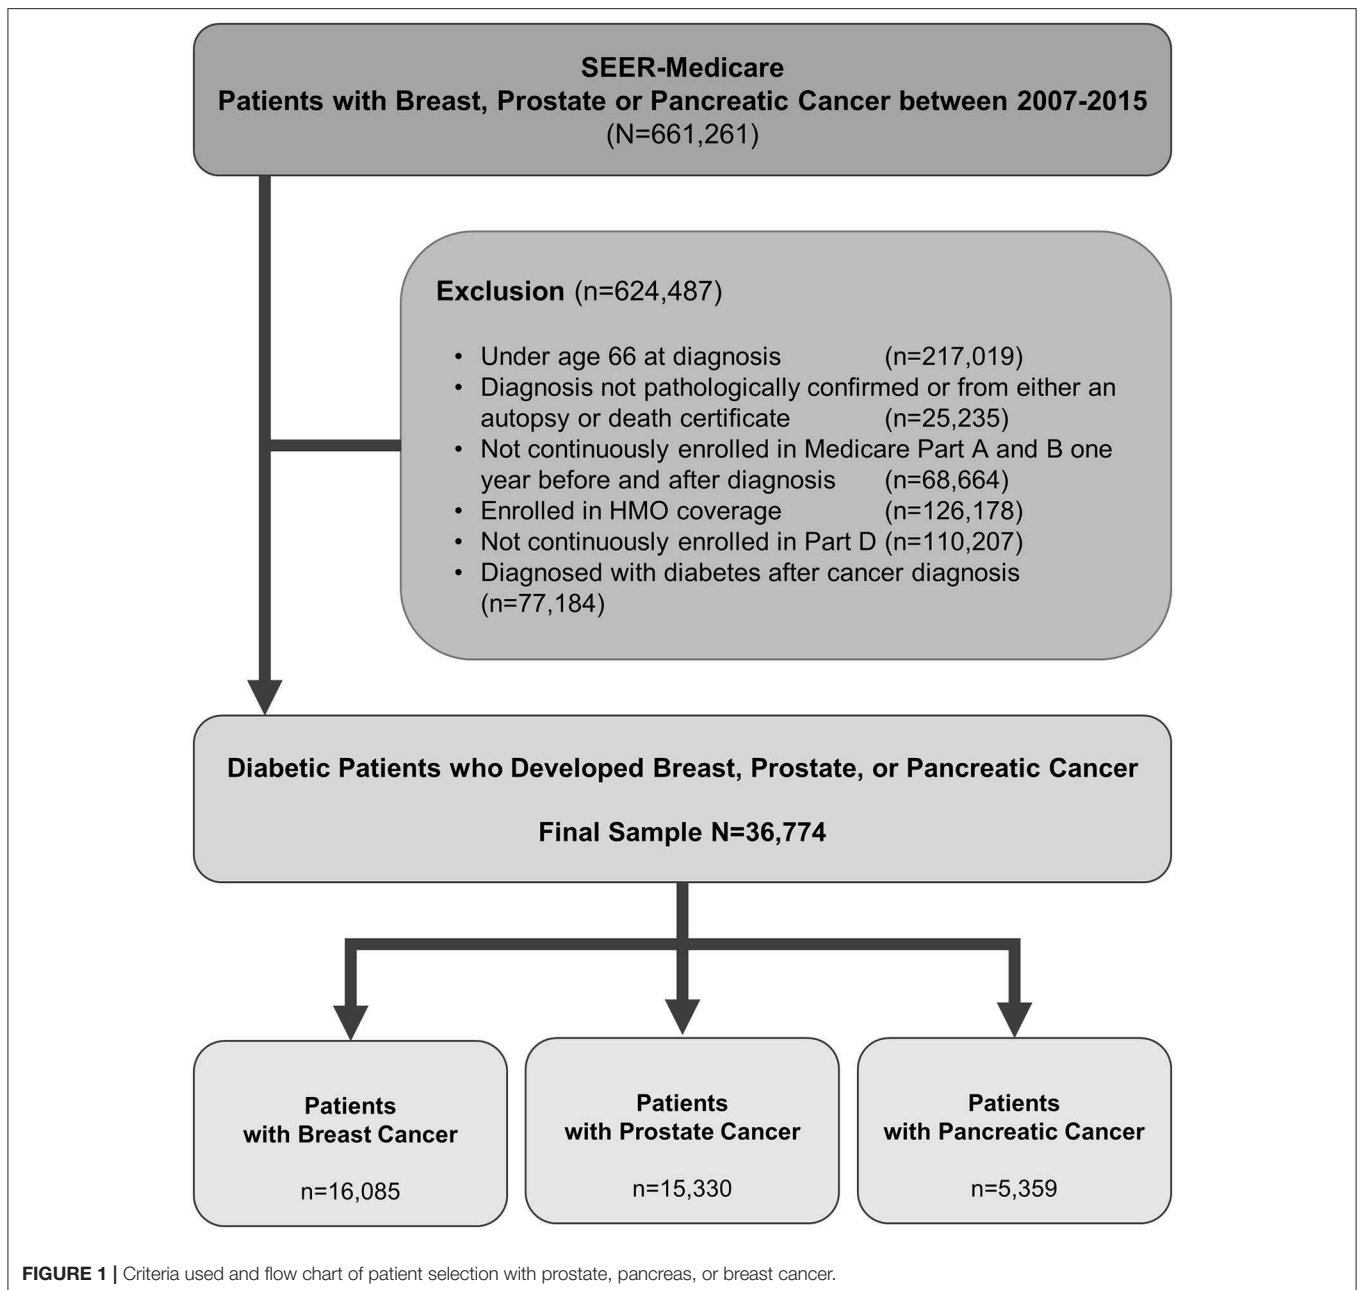 SEER-Medicare
Patients with Breast, Prostate or Pancreatic Cancer between 2007-2015
(N=661,261)
Exclusion (n=624,487)
• Under age 66 at diagnosis (n=217,019)
• Diagnosis not pathologically confirmed or from either an
autopsy or death certificate (n=25,235)
• Not continuously enrolled in Medicare Part A and B one
year before and after diagnosis (n=68,664)
• Enrolled in HMO coverage (n=126,178)
• Not continuously enrolled in Part D (n=110,207)
• Diagnosed with diabetes after cancer diagnosis
(n=77,184)
Diabetic Patients who Developed Breast, Prostate, or Pancreatic Cancer
Final Sample N=36,774
Patients
with Breast Cancer
n=16,085
Patients
with Prostate Cancer
n=15,330
Patients
with Pancreatic Cancer
n=5,359
FIGURE 1 | Criteria used and flow chart of patient selection with prostate, pancreas, or breast cancer.